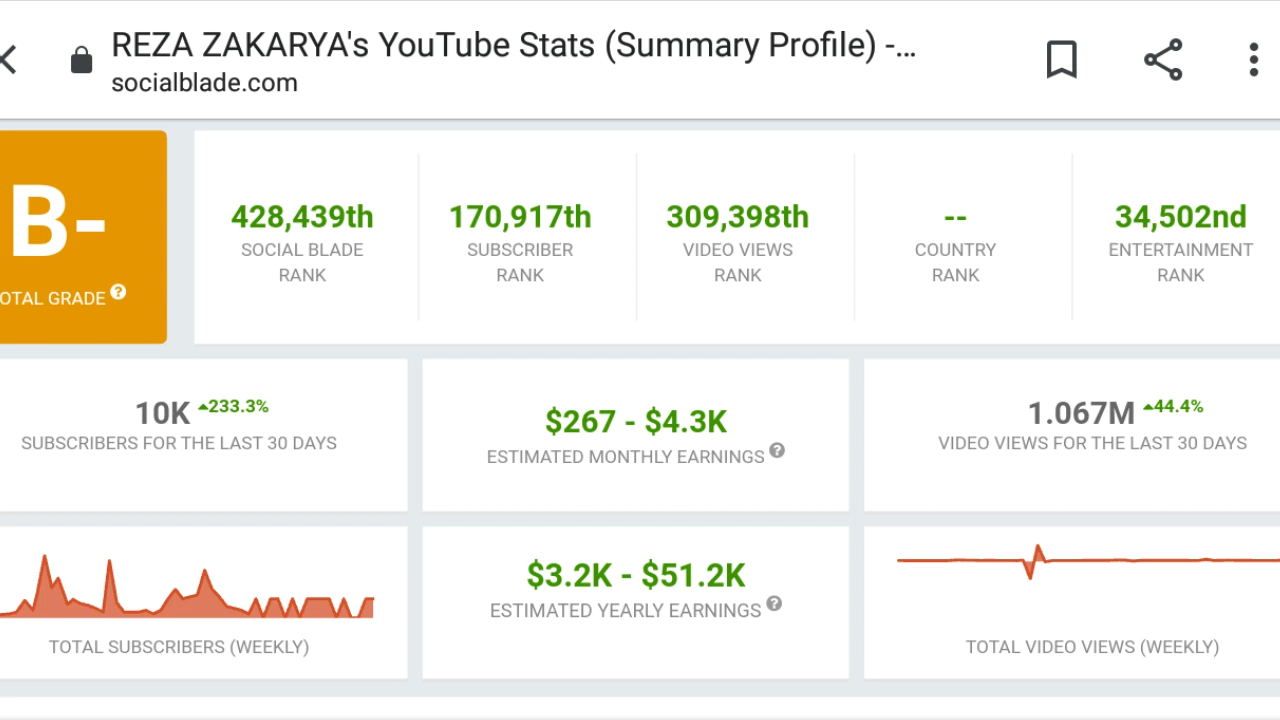 REZA ZAKARYA's YouTube Stats (Summary Profile) -...
socialblade.com
B-
OTAL GRADE ?
428,439th
SOCIAL BLADE
RANK
170,917th
SUBSCRIBER
RANK
309,398th
VIDEO VIEWS
RANK
--
COUNTRY
RANK
34,502nd
ENTERTAINMENT
RANK
10K 233.3%
SUBSCRIBERS FOR THE LAST 30 DAYS
$267 - $4.3K
ESTIMATED MONTHLY EARNINGS ?
1.067M 44.4%
VIDEO VIEWS FOR THE LAST 30 DAYS
TOTAL SUBSCRIBERS (WEEKLY)
$3.2K - $51.2K
ESTIMATED YEARLY EARNINGS ?
TOTAL VIDEO VIEWS (WEEKLY)